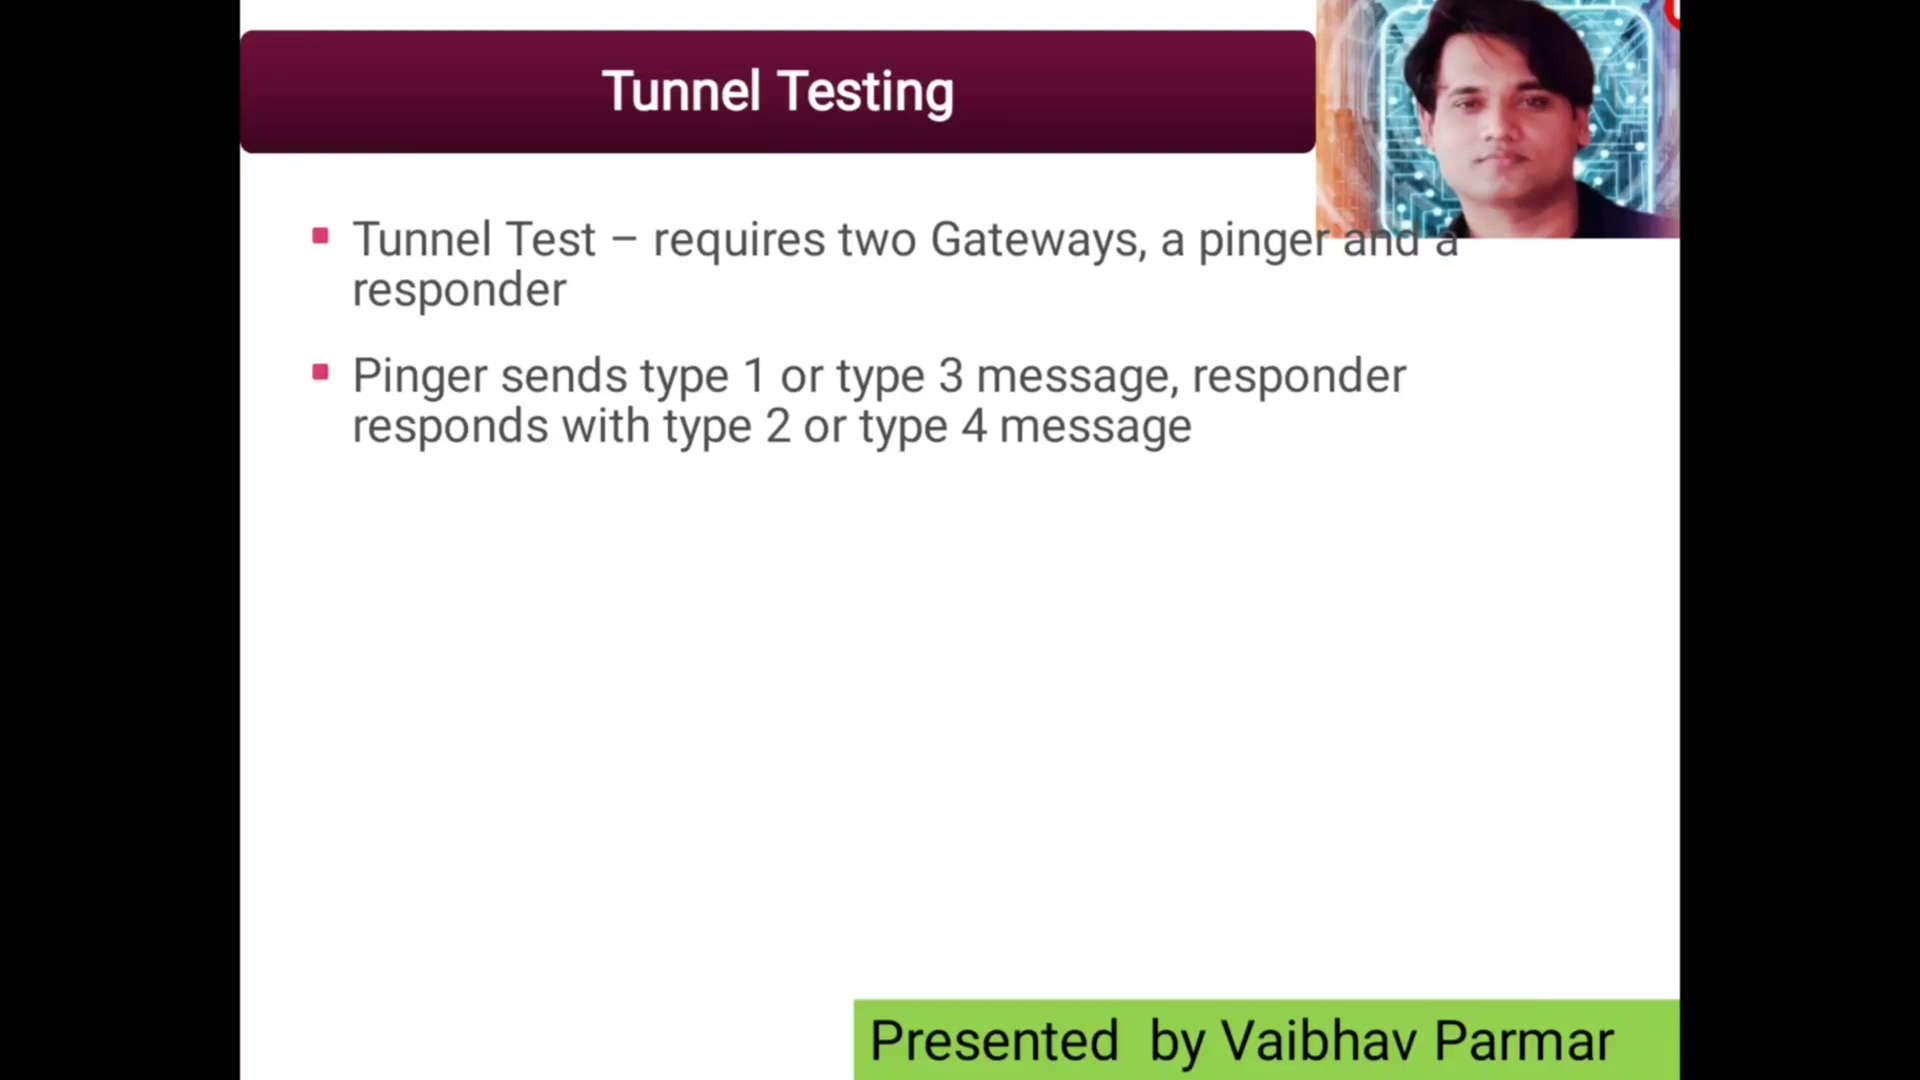 Tunnel Testing
Tunnel Test – requires two Gateways, a pinger and a
responder
Pinger sends type 1 or type 3 message, responder
responds with type 2 or type 4 message
Presented by Vaibhav Parmar